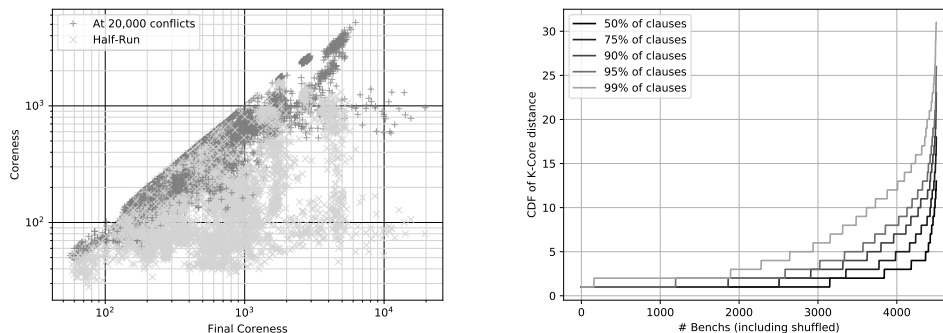 At 20,000 conflicts
Half-Run
10³
10²
Coreness
10²
10³
10⁴
Final Coreness
50% of clauses
75% of clauses
90% of clauses
95% of clauses
99% of clauses
30
25
20
15
10
5
0
CDF of K-Core distance
0
1000
2000
3000
4000
# Benchs (including shuffled)